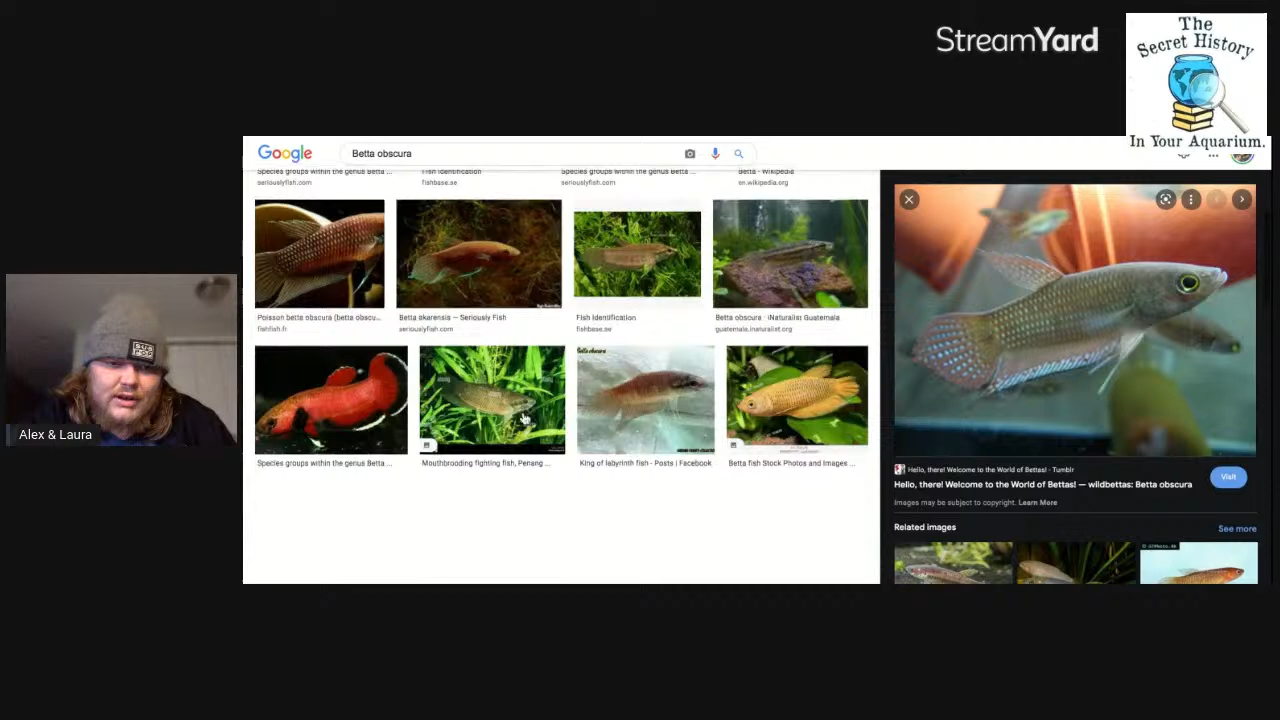 StreamYard
The
Secret History
In Your Aquarium.
Google
Betta obscura
Species groups within the genus Betta ...
seriouslyfish.com
Fish Identification
fishbase.se
Species groups within the genus Betta ...
seriouslyfish.com
Betta - Wikipedia
en.wikipedia.org
Poisson betta obscura (betta obscu...
fishfish.fr
Betta akarensis — Seriously Fish
seriouslyfish.com
Fish Identification
fishbase.se
Betta obscura · iNaturalist Guatemala
guatemala.inaturalist.org
Betta obscura
Species groups within the genus Betta ...
Mouthbrooding fighting fish, Penang ...
King of labyrinth fish - Posts | Facebook
Betta fish Stock Photos and Images ...
Hello, there! Welcome to the World of Bettas! - Tumblr
Hello, there! Welcome to the World of Bettas! — wildbettas: Betta obscura
Visit
Images may be subject to copyright. Learn More
Related images
See more
SUB
POP
Alex & Laura